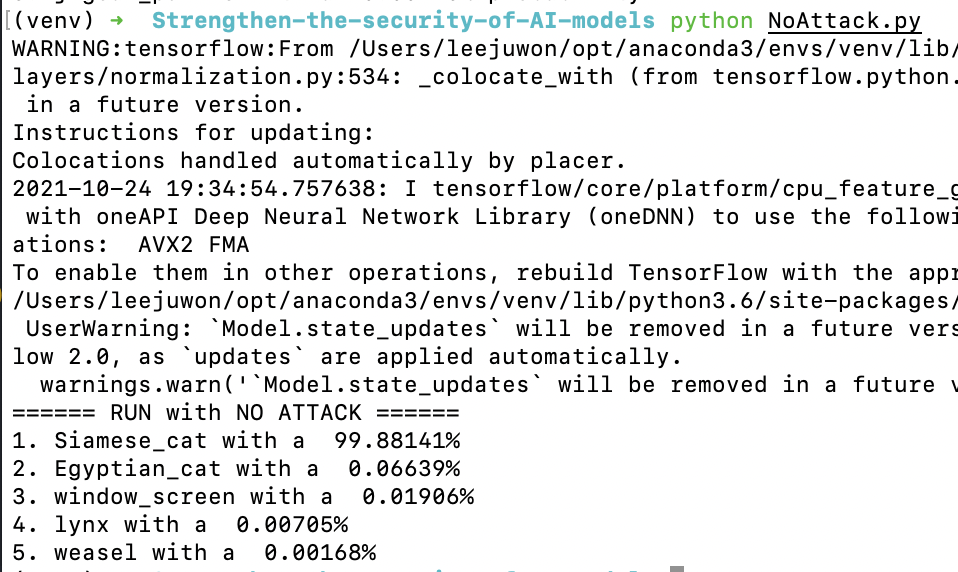 (venv) → Strengthen-the-security-of-AI-models python NoAttack.py
WARNING:tensorflow:From /Users/leejuwon/opt/anaconda3/envs/venv/lib/
layers/normalization.py:534: _colocate_with (from tensorflow.python.
in a future version.
Instructions for updating:
Colocations handled automatically by placer.
2021-10-24 19:34:54.757638: I tensorflow/core/platform/cpu_feature_g
with oneAPI Deep Neural Network Library (oneDNN) to use the followi
ations:  AVX2 FMA
To enable them in other operations, rebuild TensorFlow with the appr
/Users/leejuwon/opt/anaconda3/envs/venv/lib/python3.6/site-packages/
UserWarning: `Model.state_updates` will be removed in a future vers
low 2.0, as `updates` are applied automatically.
warnings.warn('`Model.state_updates` will be removed in a future v
====== RUN with NO ATTACK ======
1. Siamese_cat with a  99.88141%
2. Egyptian_cat with a  0.06639%
3. window_screen with a  0.01906%
4. lynx with a  0.00705%
5. weasel with a  0.00168%